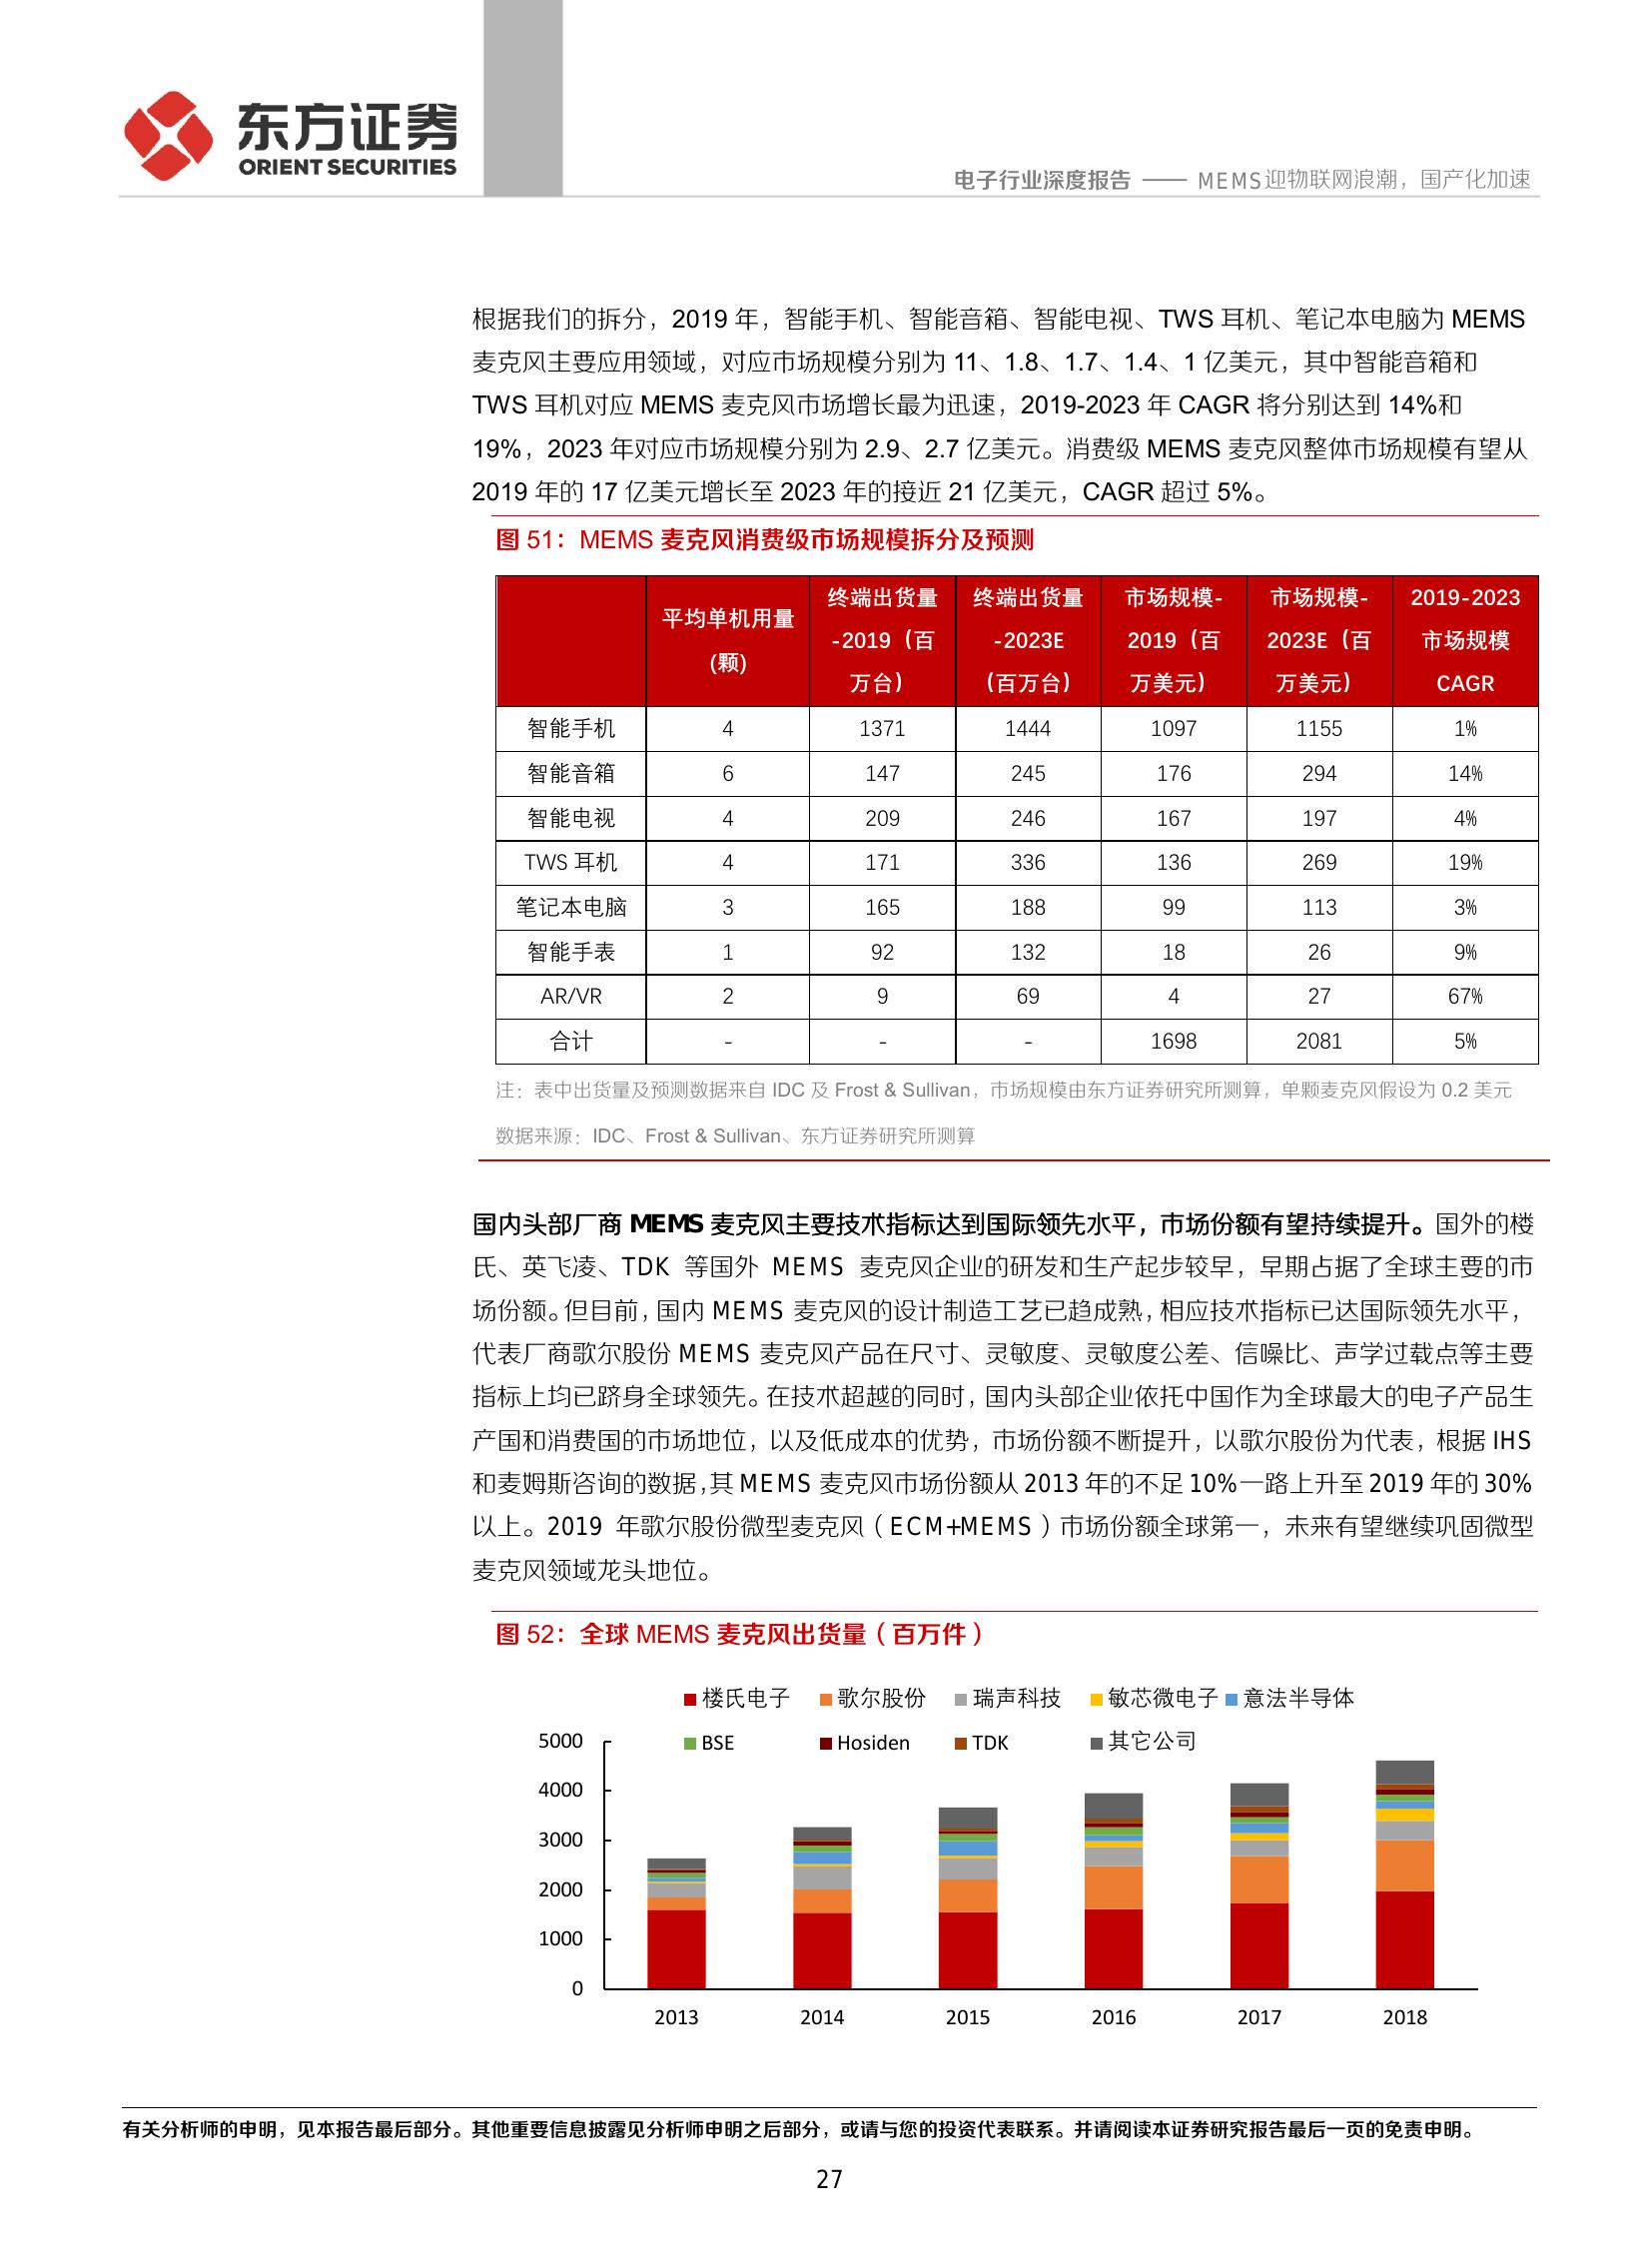 东方证券
ORIENT SECURITIES
电子行业深度报告 —— MEMS迎物联网浪潮，国产化加速
根据我们的拆分，2019 年，智能手机、智能音箱、智能电视、TWS 耳机、笔记本电脑为 MEMS
麦克风主要应用领域，对应市场规模分别为 11、1.8、1.7、1.4、1 亿美元，其中智能音箱和
TWS 耳机对应 MEMS 麦克风市场增长最为迅速，2019-2023 年 CAGR 将分别达到 14%和
19%，2023 年对应市场规模分别为 2.9、2.7 亿美元。消费级 MEMS 麦克风整体市场规模有望从
2019 年的 17 亿美元增长至 2023 年的接近 21 亿美元，CAGR 超过 5%。
图 51：MEMS 麦克风消费级市场规模拆分及预测
平均单机用量(颗) 终端出货量-2019（百万台） 终端出货量-2023E（百万台） 市场规模-2019（百万美元） 市场规模-2023E（百万美元） 2019-2023市场规模CAGR
智能手机 4 1371 1444 1097 1155 1%
智能音箱 6 147 245 176 294 14%
智能电视 4 209 246 167 197 4%
TWS 耳机 4 171 336 136 269 19%
笔记本电脑 3 165 188 99 113 3%
智能手表 1 92 132 18 26 9%
AR/VR 2 9 69 4 27 67%
合计 - - - 1698 2081 5%
注：表中出货量及预测数据来自 IDC 及 Frost & Sullivan，市场规模由东方证券研究所测算，单颗麦克风假设为 0.2 美元
数据来源：IDC、Frost & Sullivan、东方证券研究所测算
国内头部厂商 MEMS 麦克风主要技术指标达到国际领先水平，市场份额有望持续提升。国外的楼
氏、英飞凌、TDK 等国外 MEMS 麦克风企业的研发和生产起步较早，早期占据了全球主要的市
场份额。但目前，国内 MEMS 麦克风的设计制造工艺已趋成熟，相应技术指标已达国际领先水平，
代表厂商歌尔股份 MEMS 麦克风产品在尺寸、灵敏度、灵敏度公差、信噪比、声学过载点等主要
指标上均已跻身全球领先。在技术超越的同时，国内头部企业依托中国作为全球最大的电子产品生
产国和消费国的市场地位，以及低成本的优势，市场份额不断提升，以歌尔股份为代表，根据 IHS
和麦姆斯咨询的数据，其 MEMS 麦克风市场份额从 2013 年的不足 10%一路上升至 2019 年的 30%
以上。2019 年歌尔股份微型麦克风（ECM+MEMS）市场份额全球第一，未来有望继续巩固微型
麦克风领域龙头地位。
图 52：全球 MEMS 麦克风出货量（百万件）
楼氏电子 歌尔股份 瑞声科技 敏芯微电子 意法半导体
BSE Hosiden TDK 其它公司
5000
4000
3000
2000
1000
0
2013 2014 2015 2016 2017 2018
有关分析师的申明，见本报告最后部分。其他重要信息披露见分析师申明之后部分，或请与您的投资代表联系。并请阅读本证券研究报告最后一页的免责申明。
27